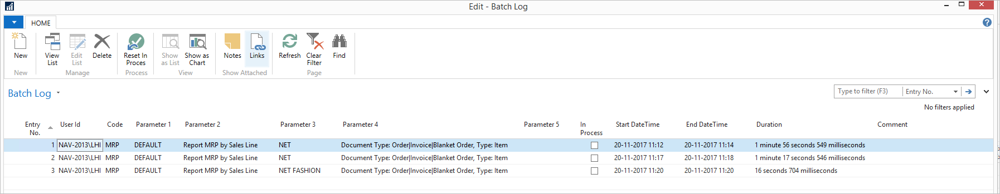 Edit - Batch Log
HOME
New
View List
Edit List
Delete
Reset In Proces
Show as List
Show as Chart
Notes
Links
Refresh
Clear Filter
Find
New
Manage
Process
View
Show Attached
Page
Batch Log
Type to filter (F3) Entry No.
No filters applied
Entry No. User Id Code Parameter 1 Parameter 2 Parameter 3 Parameter 4 Parameter 5 In Process Start DateTime End DateTime Duration Comment
1 NAV-2013\LHI MRP DEFAULT Report MRP by Sales Line NET Document Type: Order|Invoice|Blanket Order, Type: Item 20-11-2017 11:12 20-11-2017 11:14 1 minute 56 seconds 549 milliseconds
2 NAV-2013\LHI MRP DEFAULT Report MRP by Sales Line NET Document Type: Order|Invoice|Blanket Order, Type: Item 20-11-2017 11:17 20-11-2017 11:18 1 minute 17 seconds 546 milliseconds
3 NAV-2013\LHI MRP DEFAULT Report MRP by Sales Line NET FASHION Document Type: Order|Invoice|Blanket Order, Type: Item 20-11-2017 11:20 20-11-2017 11:20 16 seconds 704 milliseconds